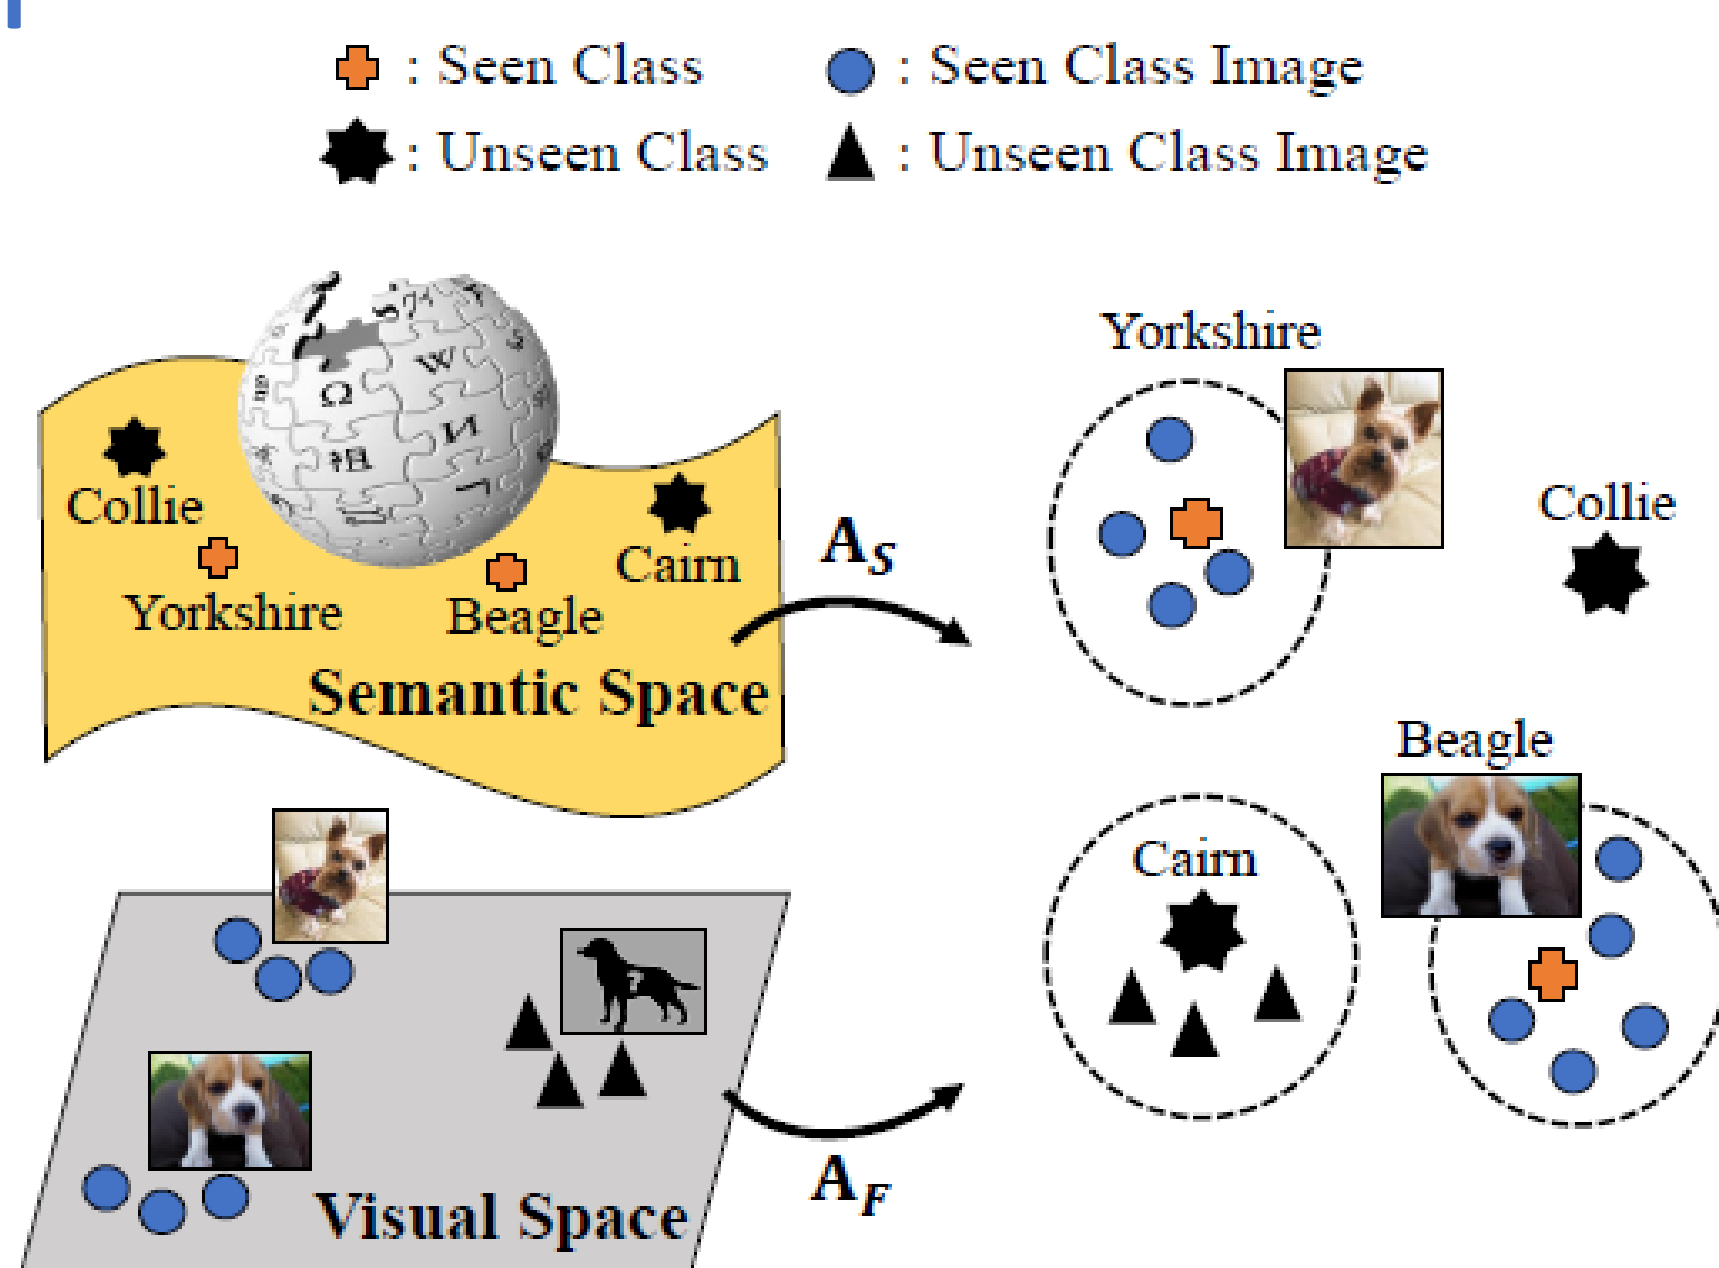 : Seen Class
: Seen Class Image
: Unseen Class
: Unseen Class Image
Collie
Yorkshire
Beagle
Cairn
Semantic Space
A_S
Yorkshire
Collie
Beagle
Cairn
Visual Space
A_F
Ω
W
И
?